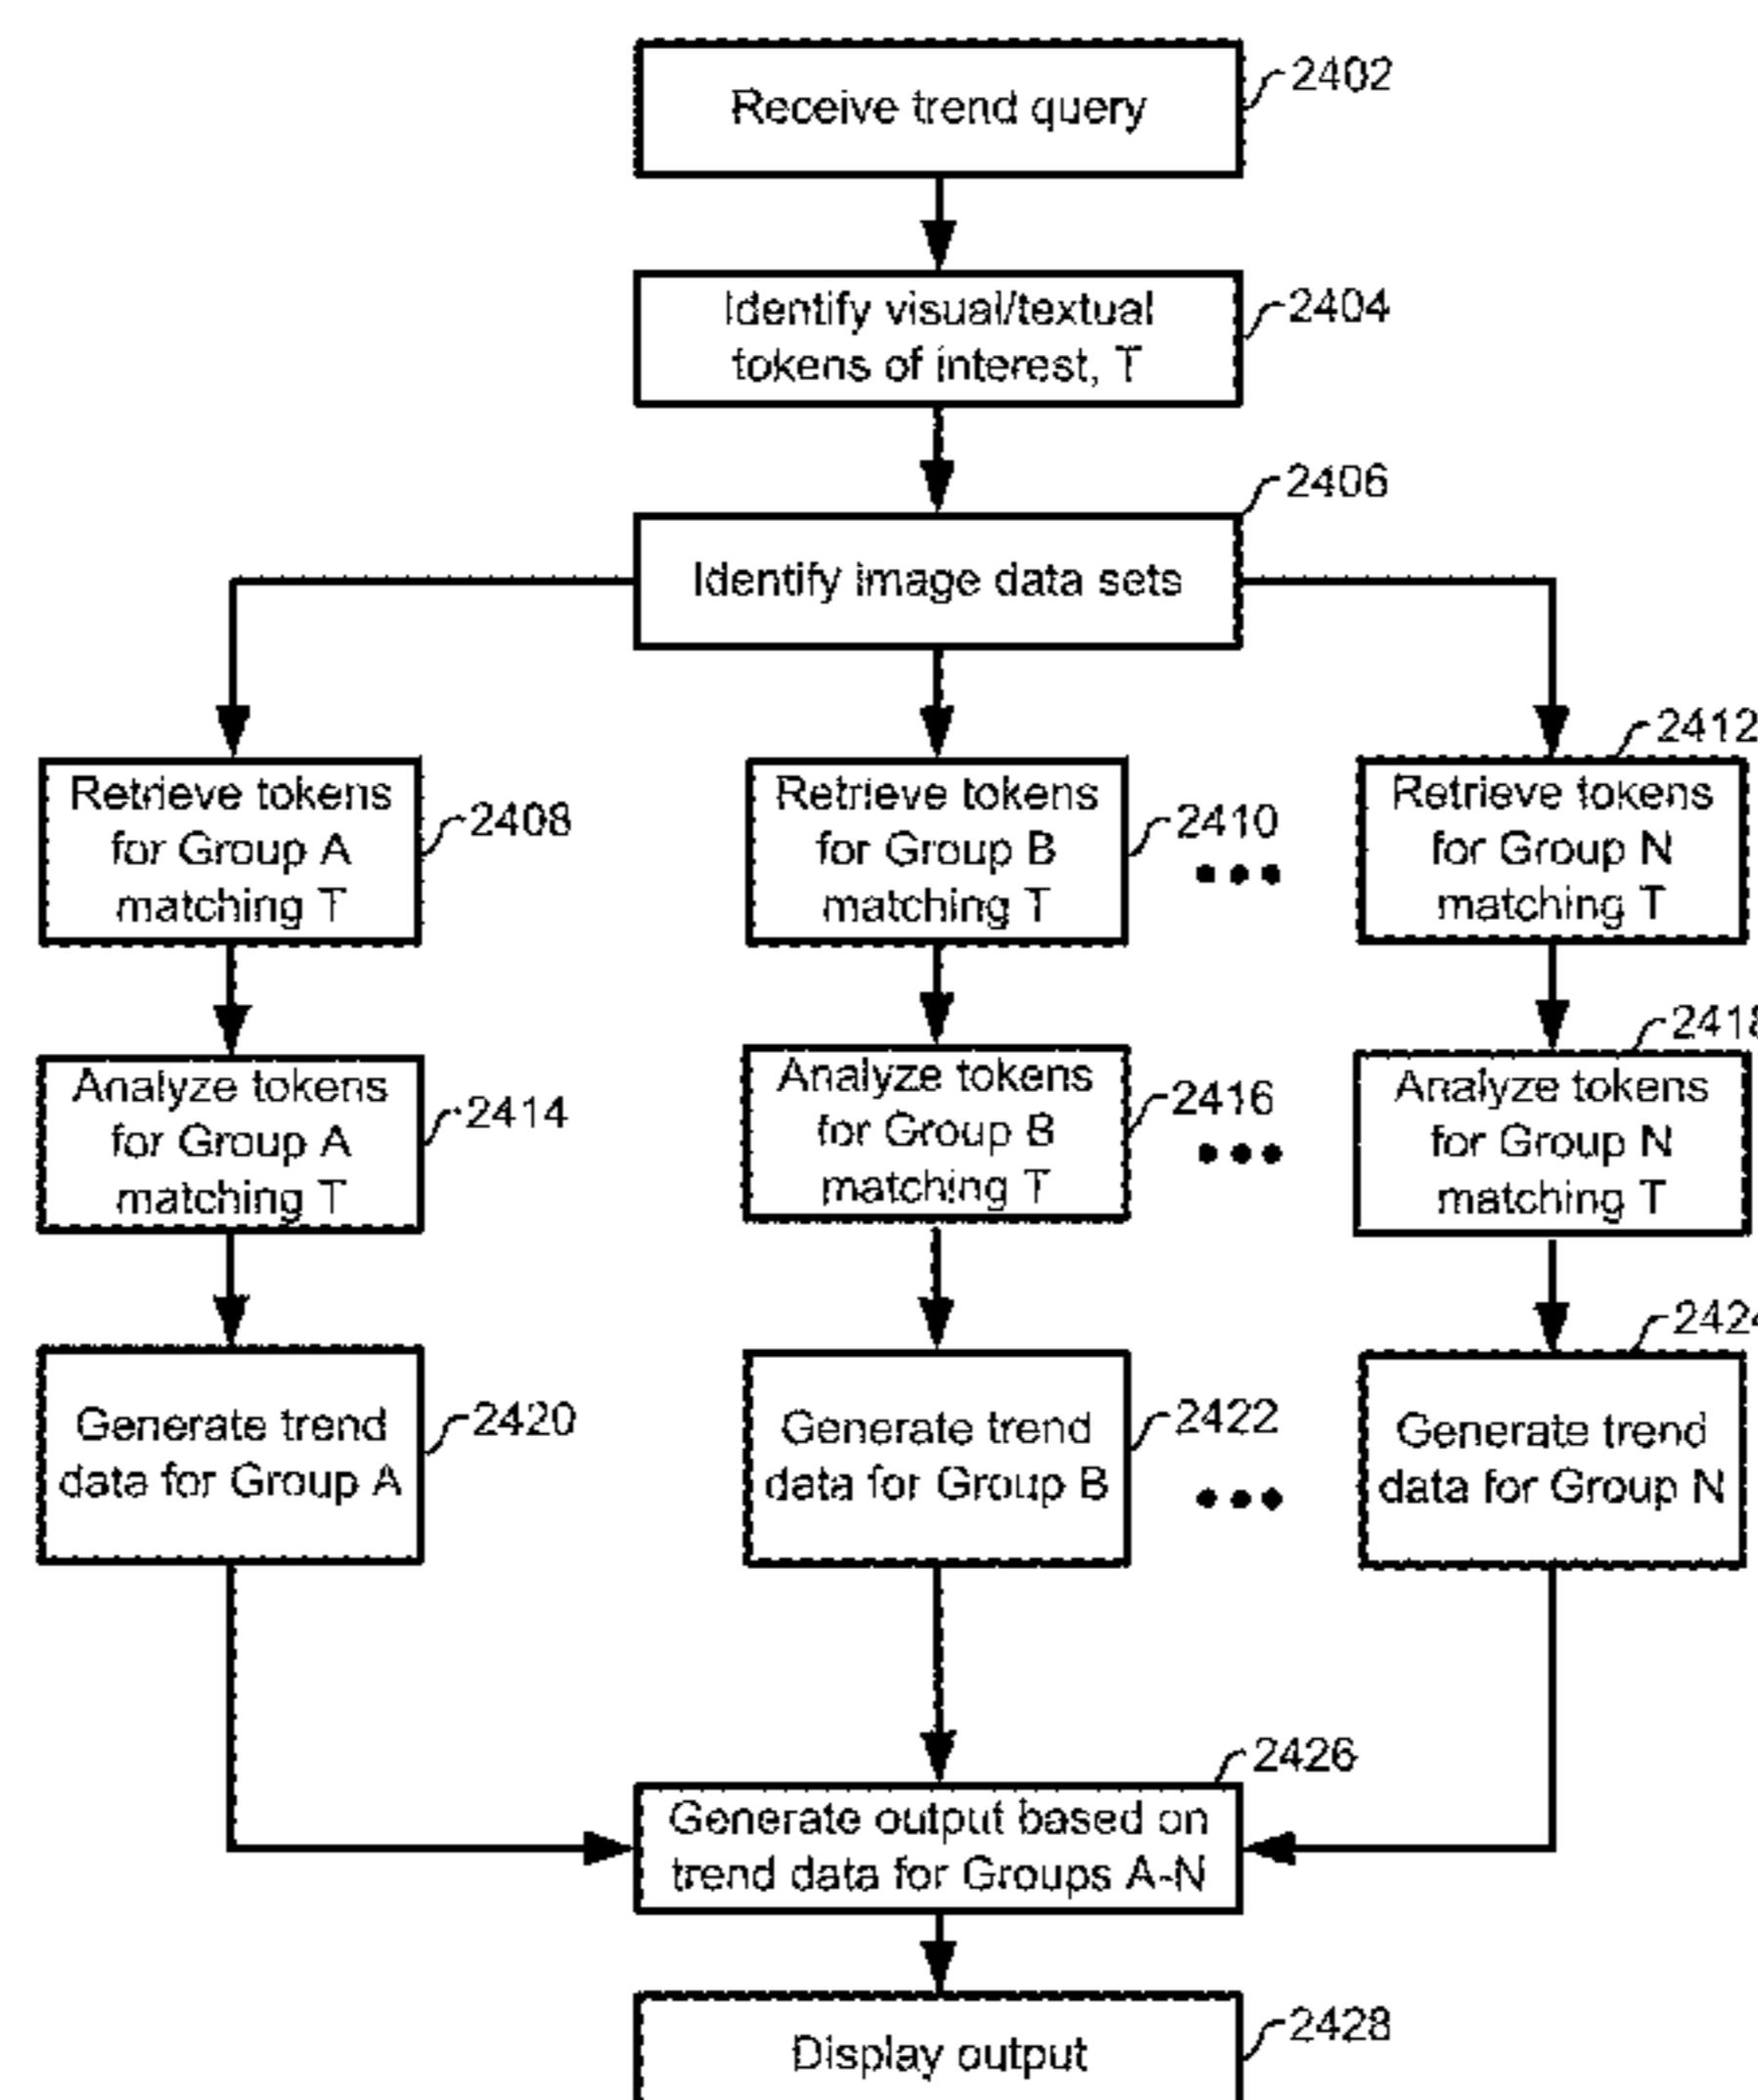 Receive trend query
2402
Identify visual/textual
tokens of interest, T
2404
2406
Identify image data sets
Retrieve tokens
for Group A
matching T
2408
Retrieve tokens
for Group B
matching T
2410
2412
Retrieve tokens
for Group N
matching T
Analyze tokens
for Group A
matching T
2414
Analyze tokens
for Group B
matching T
2416
2418
Analyze tokens
for Group N
matching T
Generate trend
data for Group A
2420
Generate trend
data for Group B
2422
2424
Generate trend
data for Group N
2426
Generate output based on
trend data for Groups A-N
Display output
2428